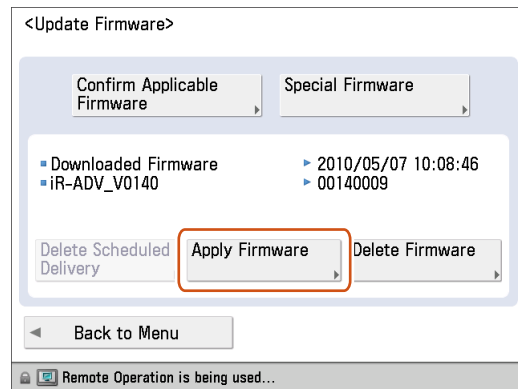 <Update Firmware>
Confirm Applicable
Firmware
Special Firmware
Downloaded Firmware
2010/05/07 10:08:46
iR-ADV_V0140
00140009
Delete Scheduled
Delivery
Apply Firmware
Delete Firmware
Back to Menu
Remote Operation is being used...